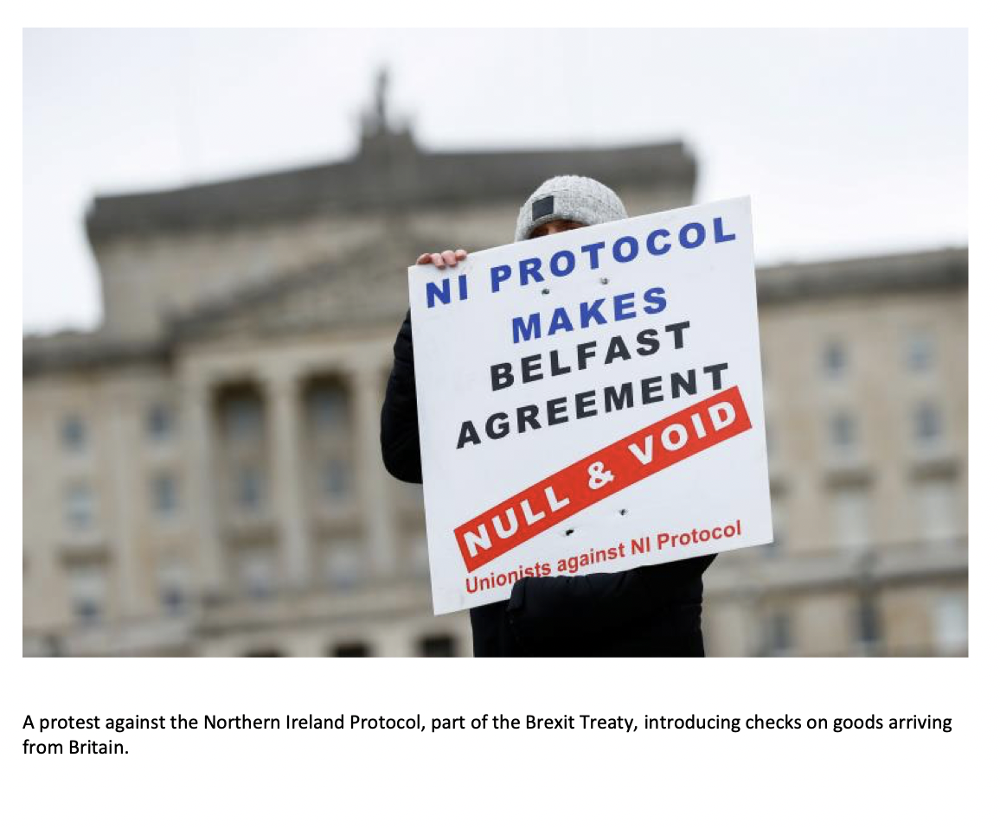 NI PROTOCOL
MAKES
BELFAST
AGREEMENT
NULL & VOID
Unionists against NI Protocol
A protest against the Northern Ireland Protocol, part of the Brexit Treaty, introducing checks on goods arriving
from Britain.